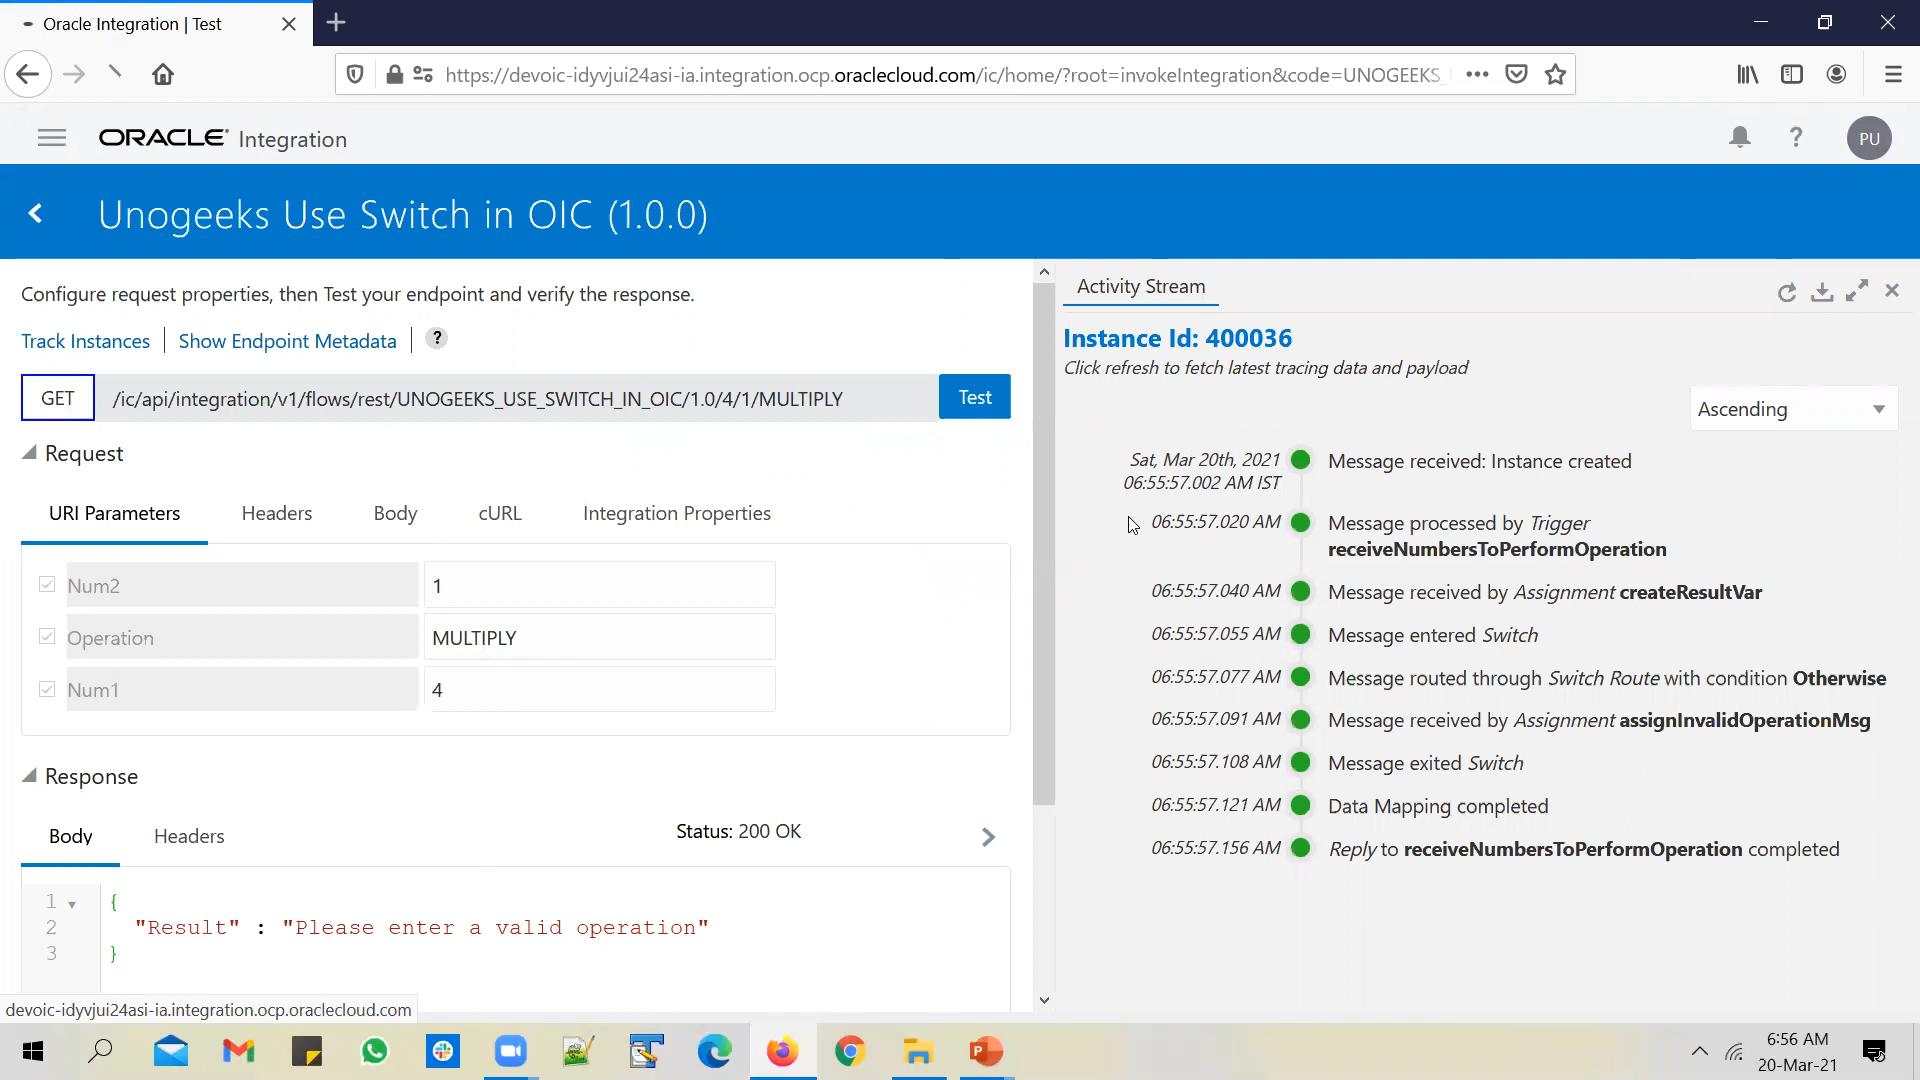 Oracle Integration | Test
https://devoic-idyvjui24asi-ia.integration.ocp.oraclecloud.com/ic/home/?root=invokeIntegration&code=UNOGEEKS_
ORACLE Integration
PU
Unogeeks Use Switch in OIC (1.0.0)
Configure request properties, then Test your endpoint and verify the response.
Track Instances | Show Endpoint Metadata | ?
GET /ic/api/integration/v1/flows/rest/UNOGEEKS_USE_SWITCH_IN_OIC/1.0/4/1/MULTIPLY Test
Request
URI Parameters Headers Body cURL Integration Properties
Num2 1
Operation MULTIPLY
Num1 4
Response
Body Headers Status: 200 OK
1 {
2 "Result" : "Please enter a valid operation"
3 }
devoic-idyvjui24asi-ia.integration.ocp.oraclecloud.com
Activity Stream
Instance Id: 400036
Click refresh to fetch latest tracing data and payload
Ascending
Sat, Mar 20th, 2021
06:55:57.002 AM IST Message received: Instance created
06:55:57.020 AM Message processed by Trigger
receiveNumbersToPerformOperation
06:55:57.040 AM Message received by Assignment createResultVar
06:55:57.055 AM Message entered Switch
06:55:57.077 AM Message routed through Switch Route with condition Otherwise
06:55:57.091 AM Message received by Assignment assignInvalidOperationMsg
06:55:57.108 AM Message exited Switch
06:55:57.121 AM Data Mapping completed
06:55:57.156 AM Reply to receiveNumbersToPerformOperation completed
6:56 AM
20-Mar-21